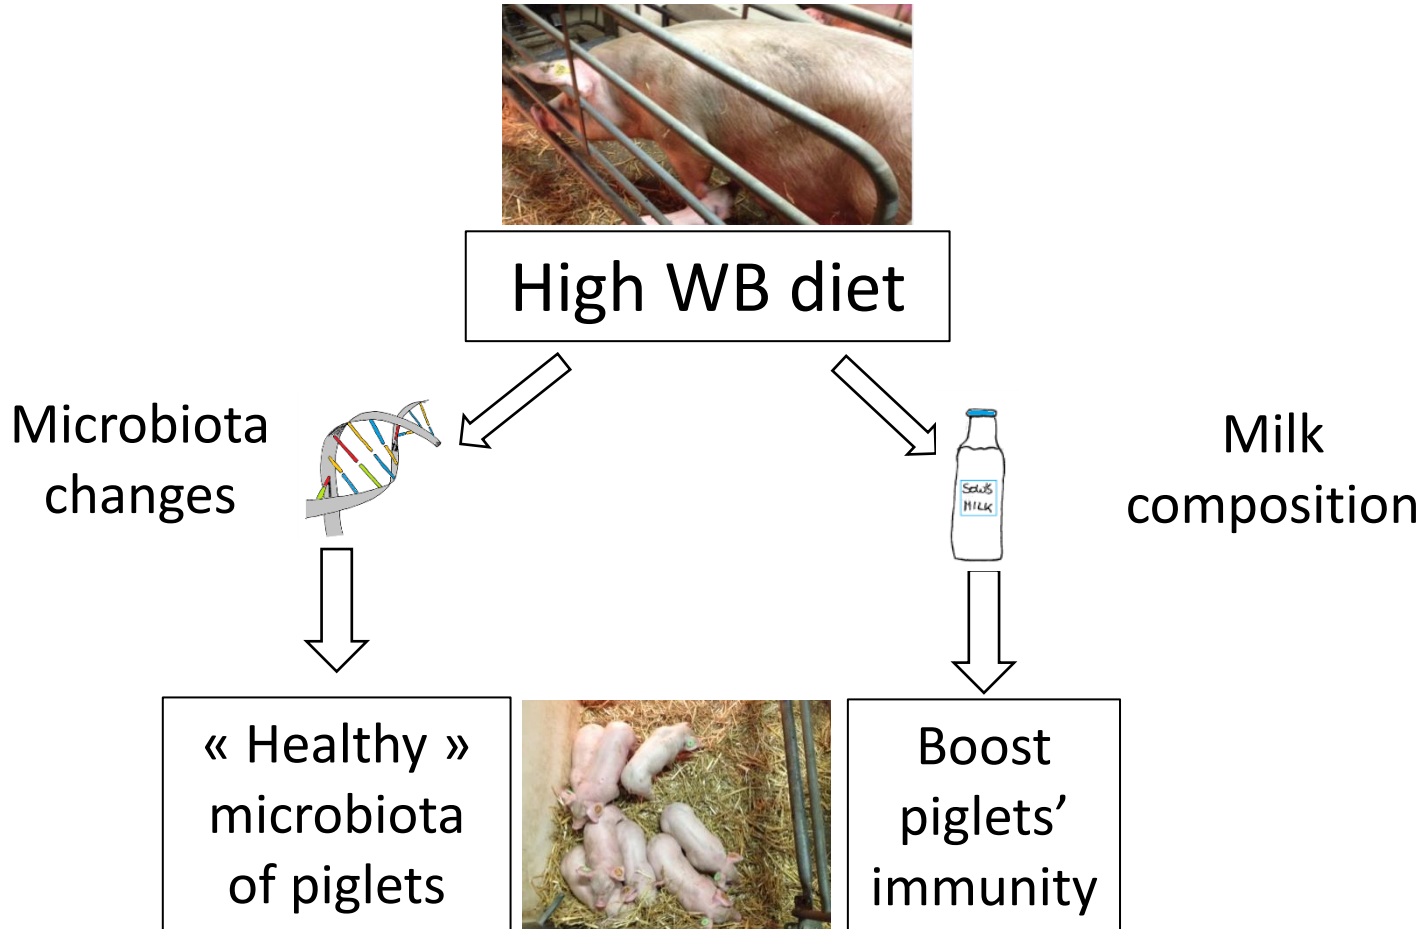 High WB diet
Microbiota
changes
Milk
composition
SOW'S
MILK
« Healthy »
microbiota
of piglets
Boost
piglets’
immunity